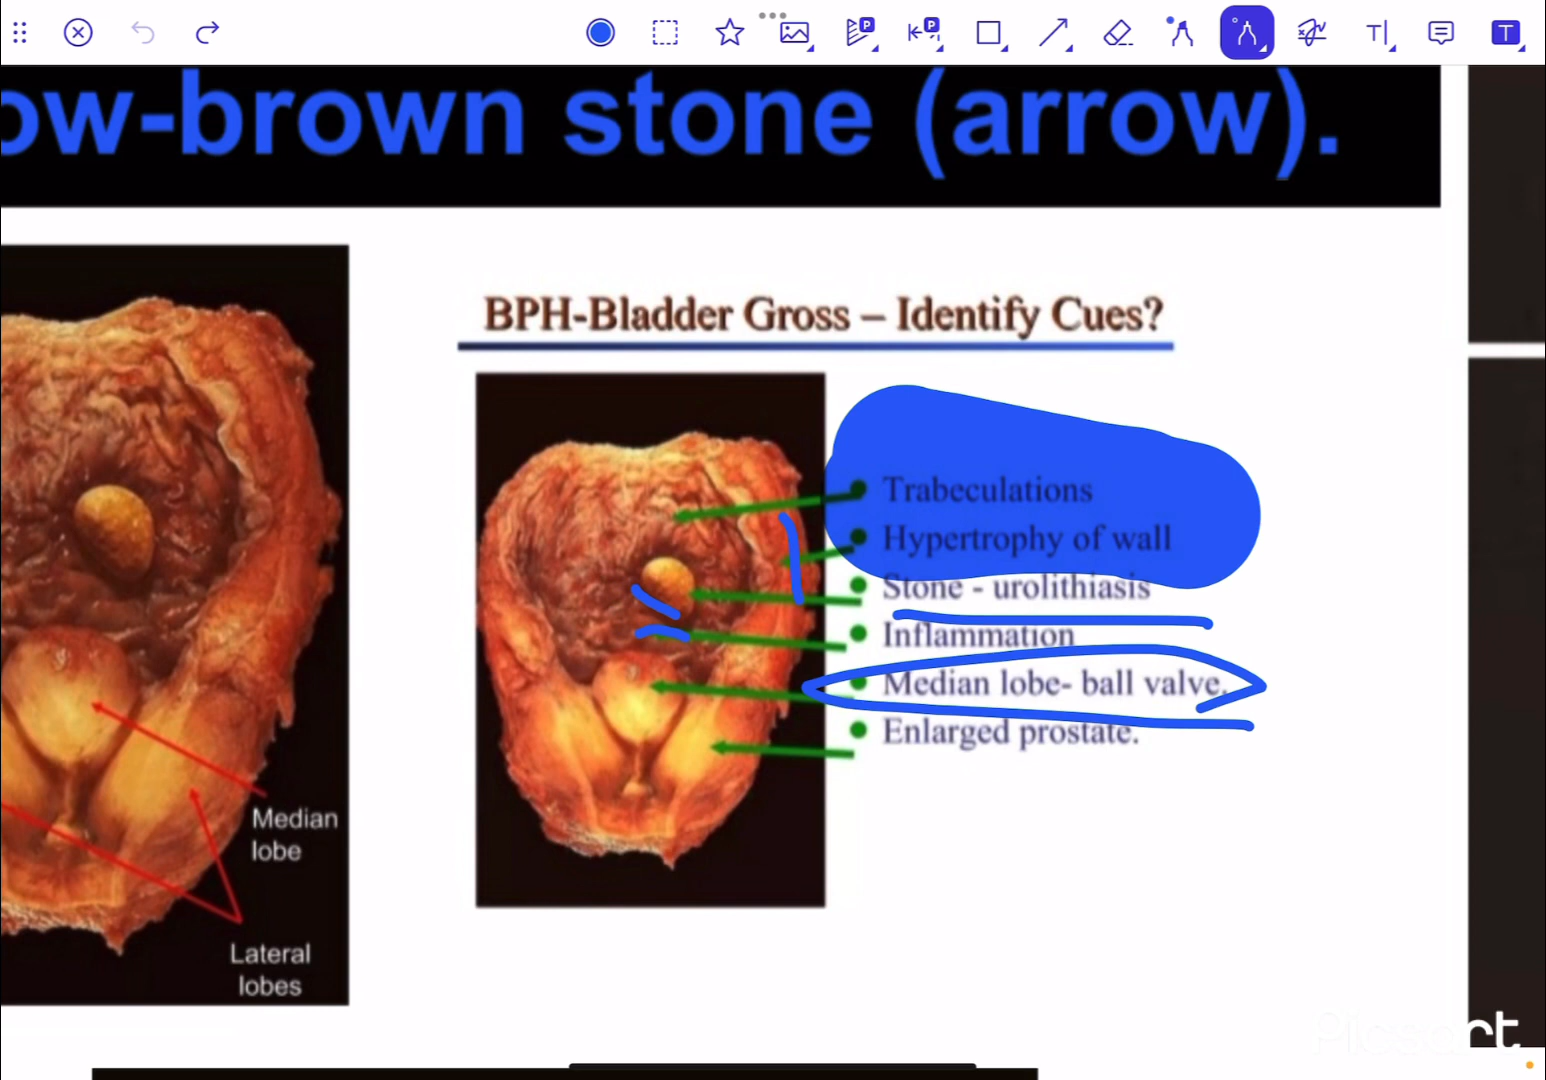 ow-brown stone (arrow).
BPH-Bladder Gross – Identify Cues?
Trabeculations
Hypertrophy of wall
Stone - urolithiasis
Inflammation
Median lobe- ball valve.
Enlarged prostate.
Median
lobe
Lateral
lobes
Picsart